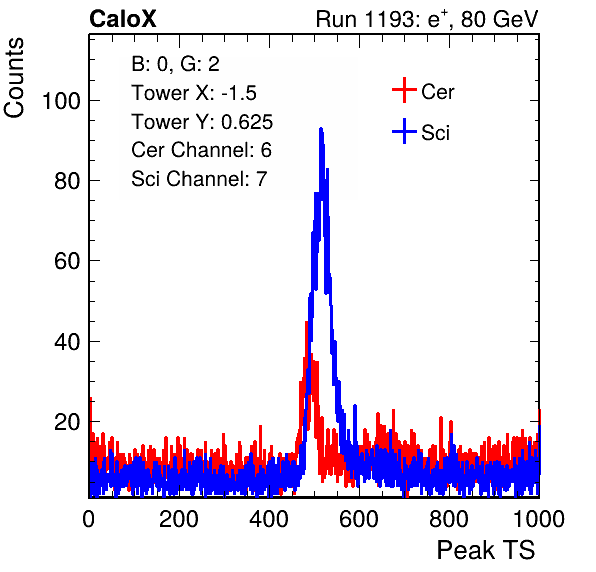 CaloX Run 1193: e⁺, 80 GeV
B: 0, G: 2
Tower X: -1.5
Tower Y: 0.625
Cer Channel: 6
Sci Channel: 7
Cer
Sci
Counts
100
80
60
40
20
0 200 400 600 800 1000
Peak TS